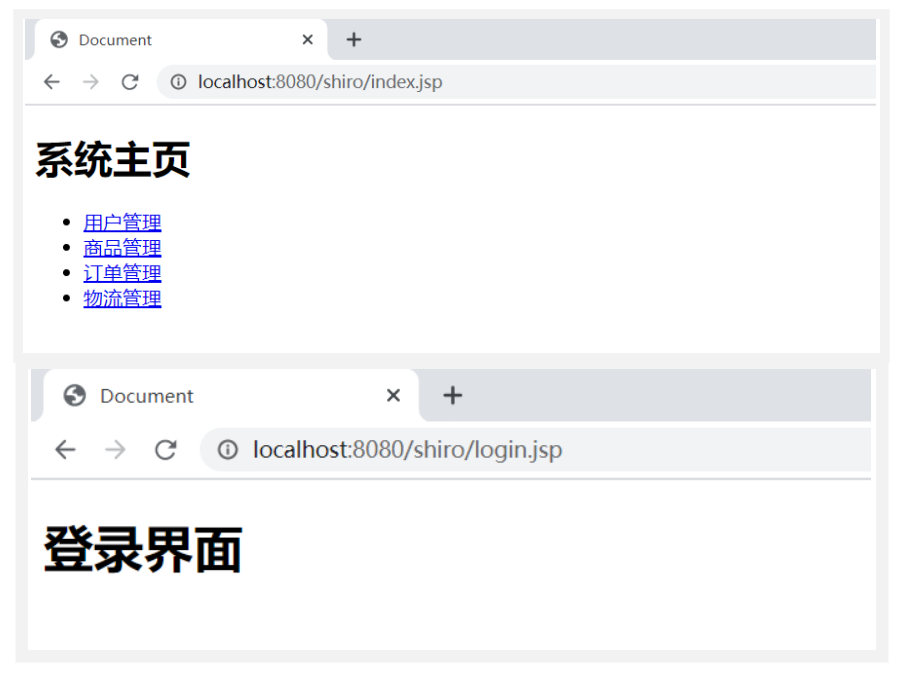 Document
localhost:8080/shiro/index.jsp
系统主页
用户管理
商品管理
订单管理
物流管理
Document
localhost:8080/shiro/login.jsp
登录界面